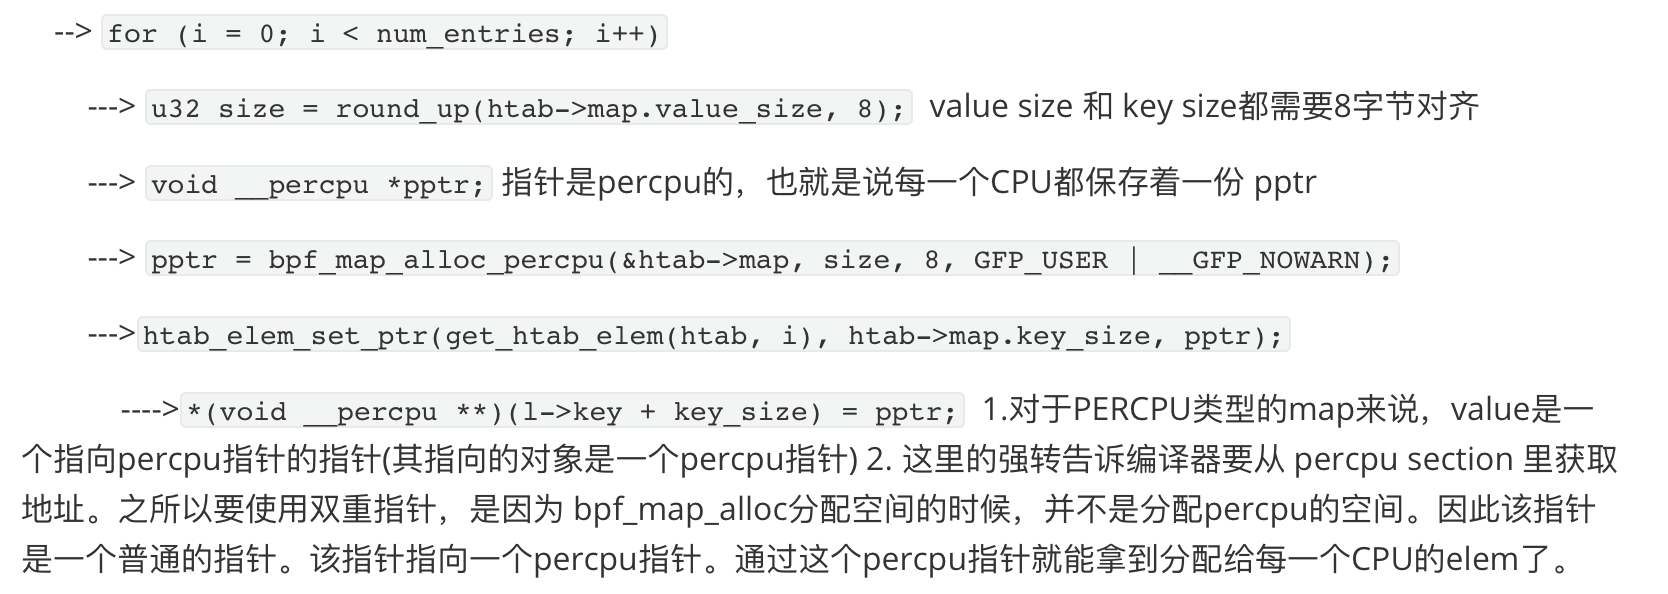 --> for (i = 0; i < num_entries; i++)
---> u32 size = round_up(htab->map.value_size, 8); value size 和 key size都需要8字节对齐
---> void __percpu *pptr; 指针是percpu的，也就是说每一个CPU都保存着一份 pptr
---> pptr = bpf_map_alloc_percpu(&htab->map, size, 8, GFP_USER | __GFP_NOWARN);
--->htab_elem_set_ptr(get_htab_elem(htab, i), htab->map.key_size, pptr);
---->*(void __percpu **)(l->key + key_size) = pptr; 1.对于PERCPU类型的map来说，value是一
个指向percpu指针的指针(其指向的对象是一个percpu指针) 2. 这里的强转告诉编译器要从 percpu section 里获取
地址。之所以要使用双重指针，是因为 bpf_map_alloc分配空间的时候，并不是分配percpu的空间。因此该指针
是一个普通的指针。该指针指向一个percpu指针。通过这个percpu指针就能拿到分配给每一个CPU的elem了。